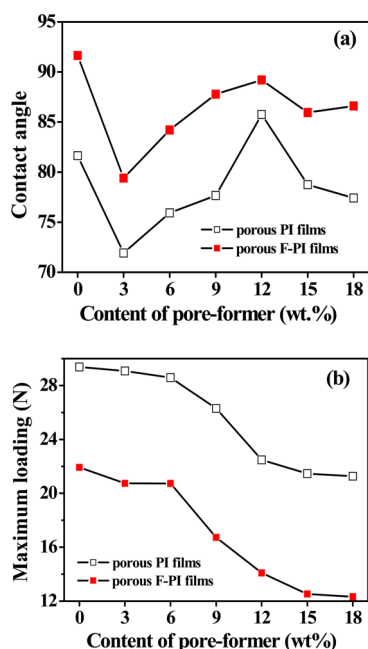 (a)
95
90
85
80
75
70
Contact angle
porous PI films
porous F-PI films
0 3 6 9 12 15 18
Content of pore-former (wt.%)
(b)
28
24
20
16
12
Maximum loading (N)
porous PI films
porous F-PI films
0 3 6 9 12 15 18
Content of pore-former (wt%)